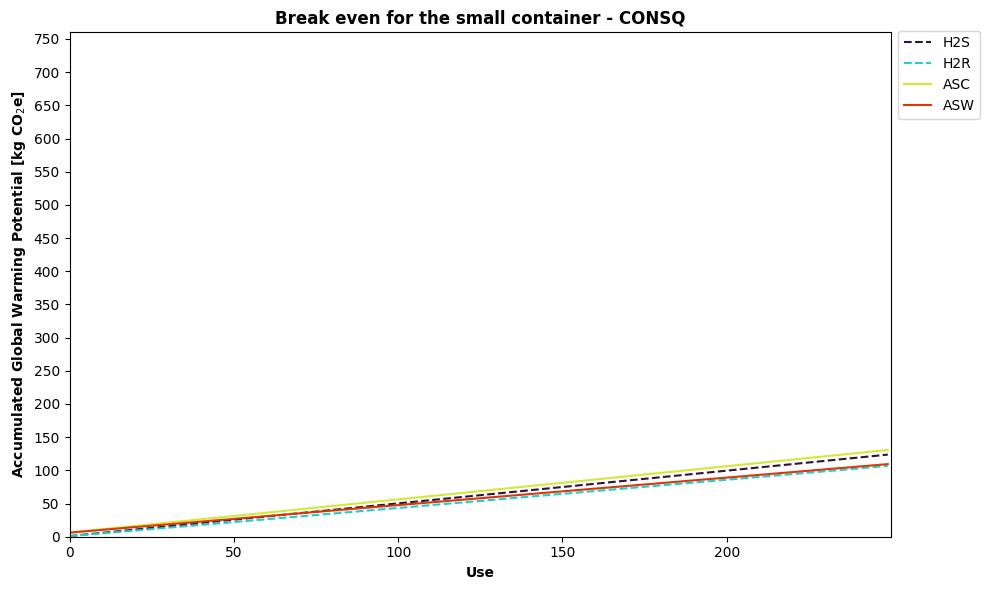 Break even for the small container - CONSQ
Accumulated Global Warming Potential [kg CO₂e]
750
700
650
600
550
500
450
400
350
300
250
200
150
100
50
0
0 50 100 150 200
Use
H2S
H2R
ASC
ASW